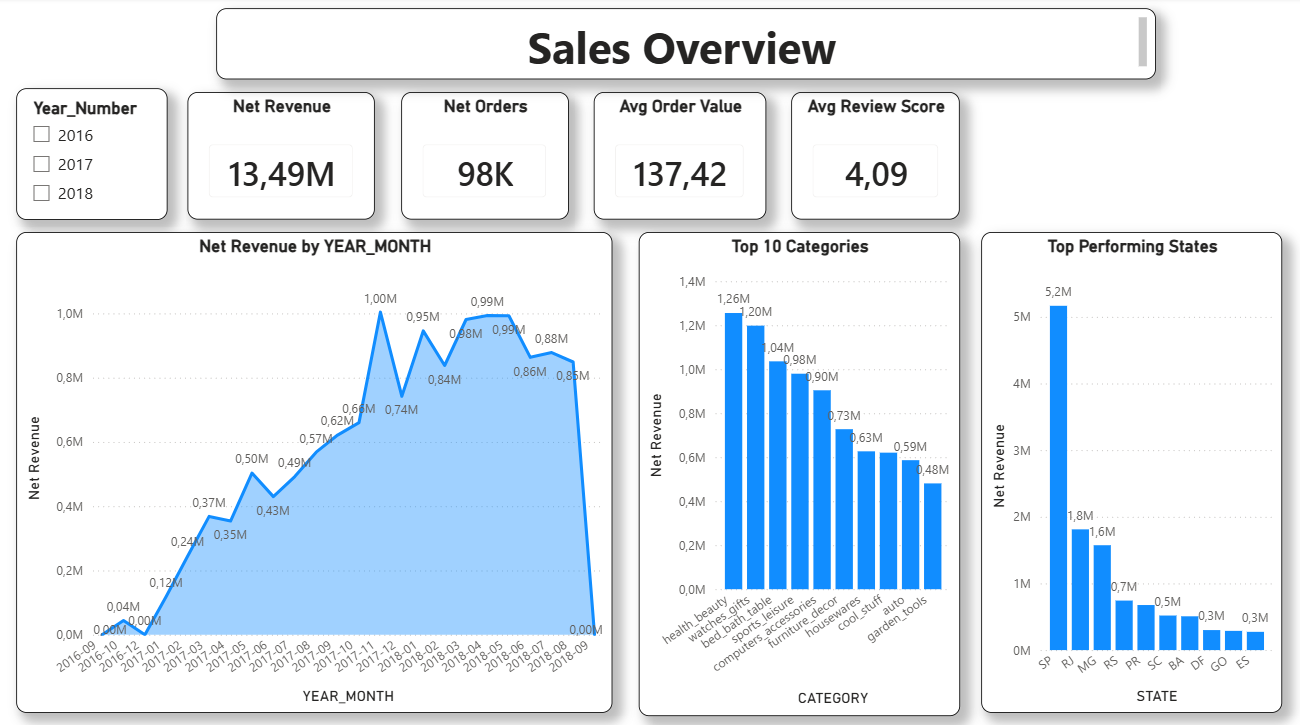 Sales Overview
Year_Number
2016
2017
2018
Net Revenue
13,49M
Net Orders
98K
Avg Order Value
137,42
Avg Review Score
4,09
Net Revenue by YEAR_MONTH
Net Revenue
1,0M
0,8M
0,6M
0,4M
0,2M
0,0M
0,00M
0,04M
0,00M
0,12M
0,24M
0,37M
0,35M
0,50M
0,43M
0,49M
0,57M
0,62M
0,66M
1,00M
0,74M
0,95M
0,84M
0,98M
0,99M
0,99M
0,86M
0,88M
0,85M
0,00M
2016-09
2016-10
2016-12
2017-01
2017-02
2017-03
2017-04
2017-05
2017-06
2017-07
2017-08
2017-09
2017-10
2017-11
2017-12
2018-01
2018-02
2018-03
2018-04
2018-05
2018-06
2018-07
2018-08
2018-09
YEAR_MONTH
Top 10 Categories
Net Revenue
1,4M
1,2M
1,0M
0,8M
0,6M
0,4M
0,2M
0,0M
1,26M
1,20M
1,04M
0,98M
0,90M
0,73M
0,63M
0,59M
0,48M
health_beauty
watches_gifts
bed_bath_table
sports_leisure
computers_accessories
furniture_decor
housewares
cool_stuff
auto
garden_tools
CATEGORY
Top Performing States
Net Revenue
5M
4M
3M
2M
1M
0M
5,2M
1,8M
1,6M
0,7M
0,5M
0,3M
0,3M
SP
RJ
MG
RS
PR
SC
BA
DF
GO
ES
STATE